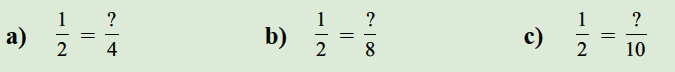 a) 1/2 = ?/4 b) 1/2 = ?/8 c) 1/2 = ?/10